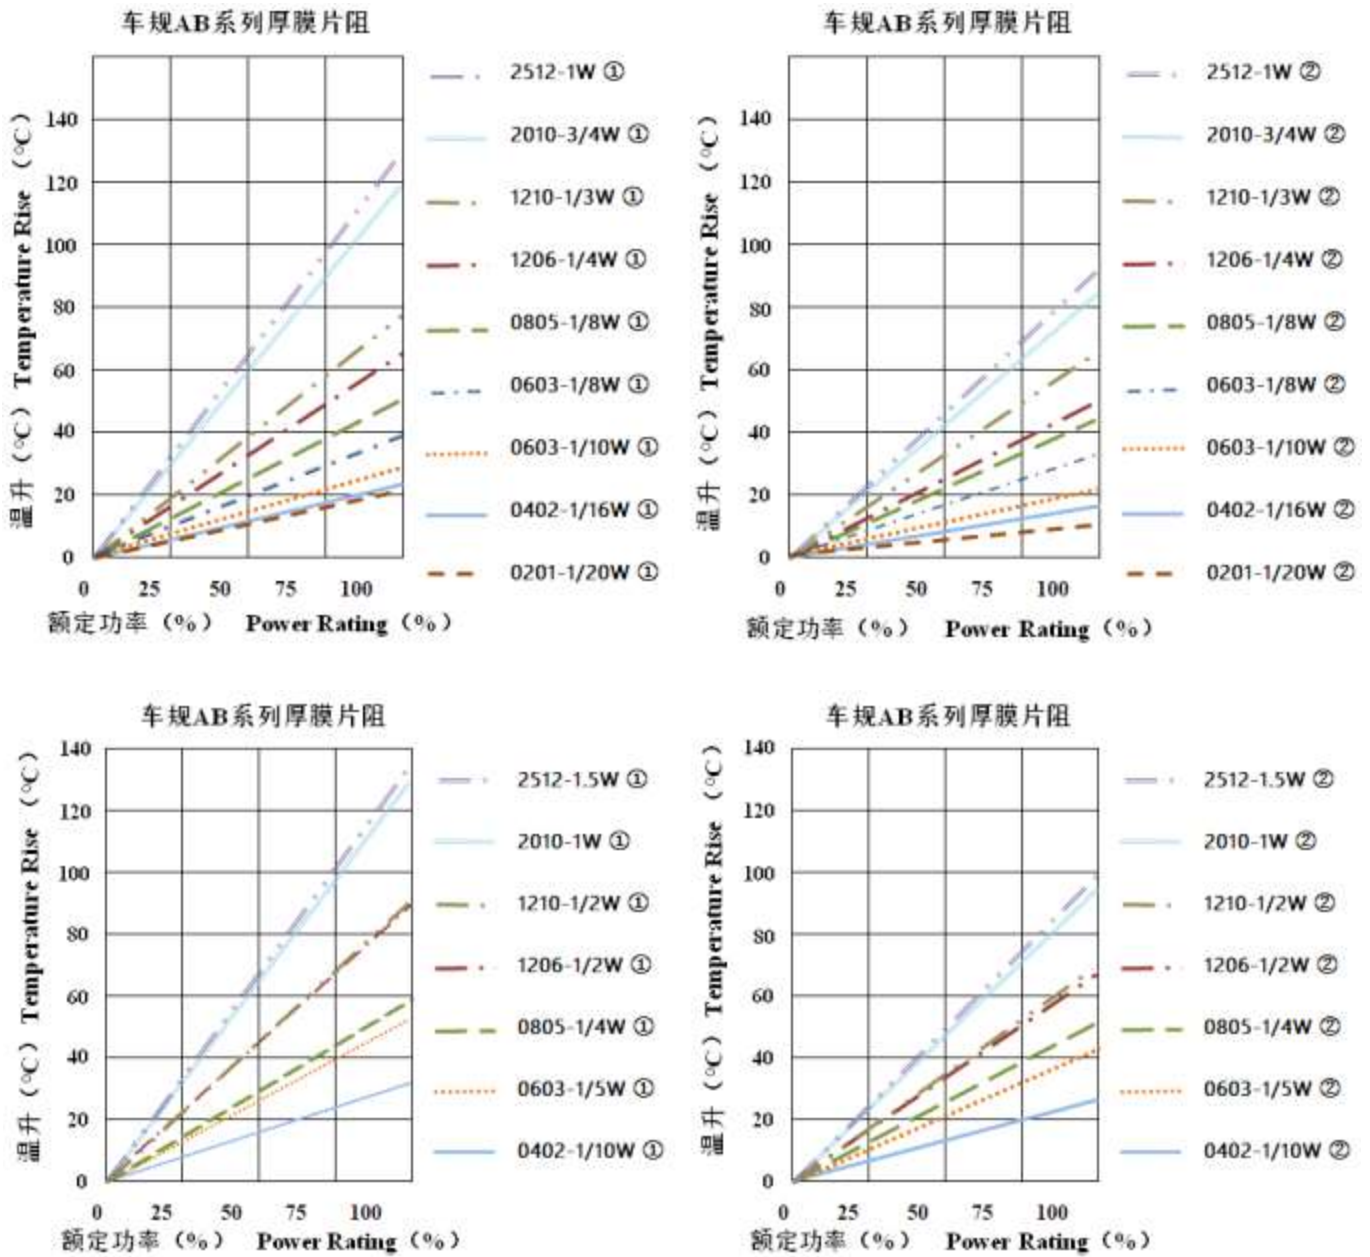 车规AB系列厚膜片阻
温升（°C）Temperature Rise（°C）
140
120
100
80
60
40
20
0
0 25 50 75 100
额定功率（%） Power Rating（%）
2512-1W ①
2010-3/4W ①
1210-1/3W ①
1206-1/4W ①
0805-1/8W ①
0603-1/8W ①
0603-1/10W ①
0402-1/16W ①
0201-1/20W ①
车规AB系列厚膜片阻
温升（°C）Temperature Rise（°C）
140
120
100
80
60
40
20
0
0 25 50 75 100
额定功率（%） Power Rating（%）
2512-1W ②
2010-3/4W ②
1210-1/3W ②
1206-1/4W ②
0805-1/8W ②
0603-1/8W ②
0603-1/10W ②
0402-1/16W ②
0201-1/20W ②
车规AB系列厚膜片阻
温升（°C）Temperature Rise（°C）
140
120
100
80
60
40
20
0
0 25 50 75 100
额定功率（%） Power Rating（%）
2512-1.5W ①
2010-1W ①
1210-1/2W ①
1206-1/2W ①
0805-1/4W ①
0603-1/5W ①
0402-1/10W ①
车规AB系列厚膜片阻
温升（°C）Temperature Rise（°C）
140
120
100
80
60
40
20
0
0 25 50 75 100
额定功率（%） Power Rating（%）
2512-1.5W ②
2010-1W ②
1210-1/2W ②
1206-1/2W ②
0805-1/4W ②
0603-1/5W ②
0402-1/10W ②